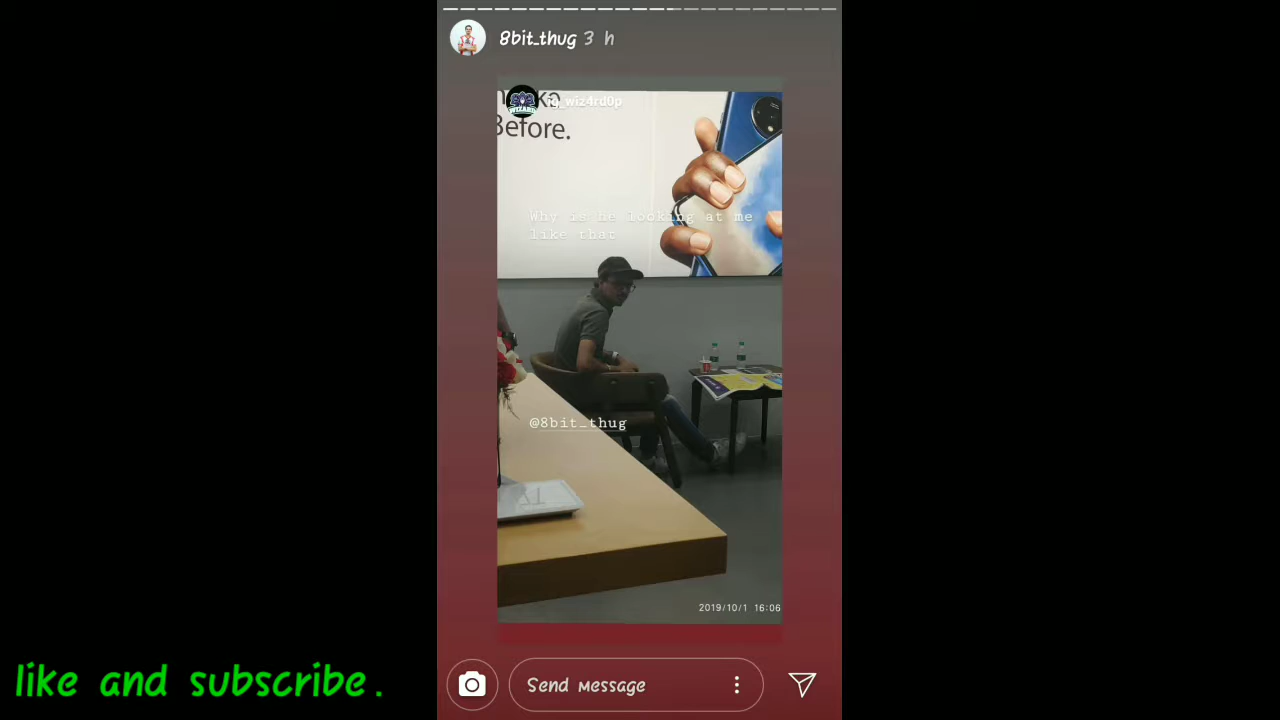 8bit_thug 3 h
ig_wiz4rd0p
Before.
Why is he looking at me
like that
@8bit_thug
2019/10/1 16:06
like and subscribe.
Send message